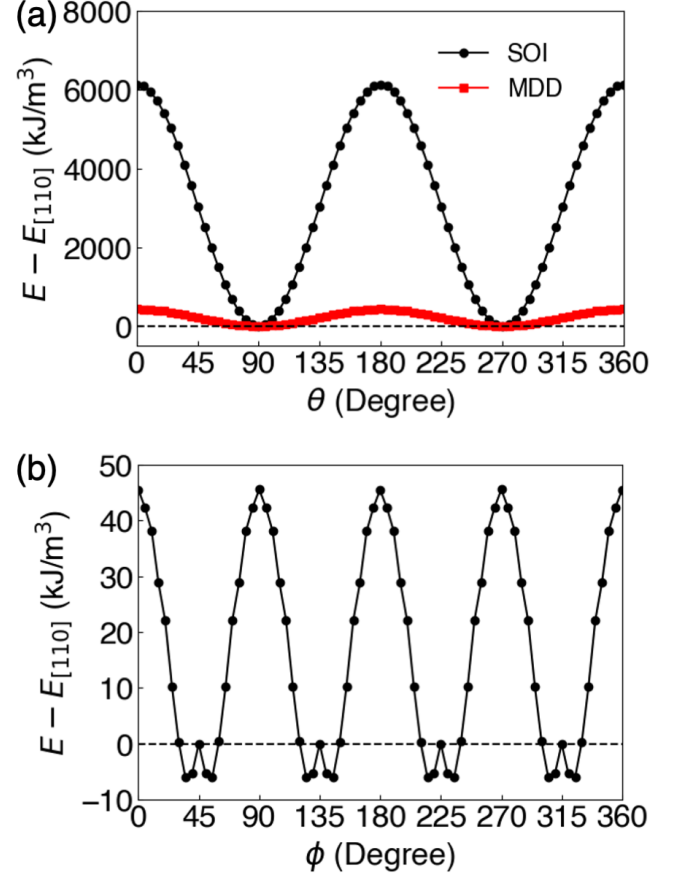 (a)
8000
6000
4000
2000
0
E − E[110] (kJ/m³)
SOI
MDD
0 45 90 135 180 225 270 315 360
θ (Degree)
(b)
50
40
30
20
10
0
−10
E − E[110] (kJ/m³)
0 45 90 135 180 225 270 315 360
ϕ (Degree)